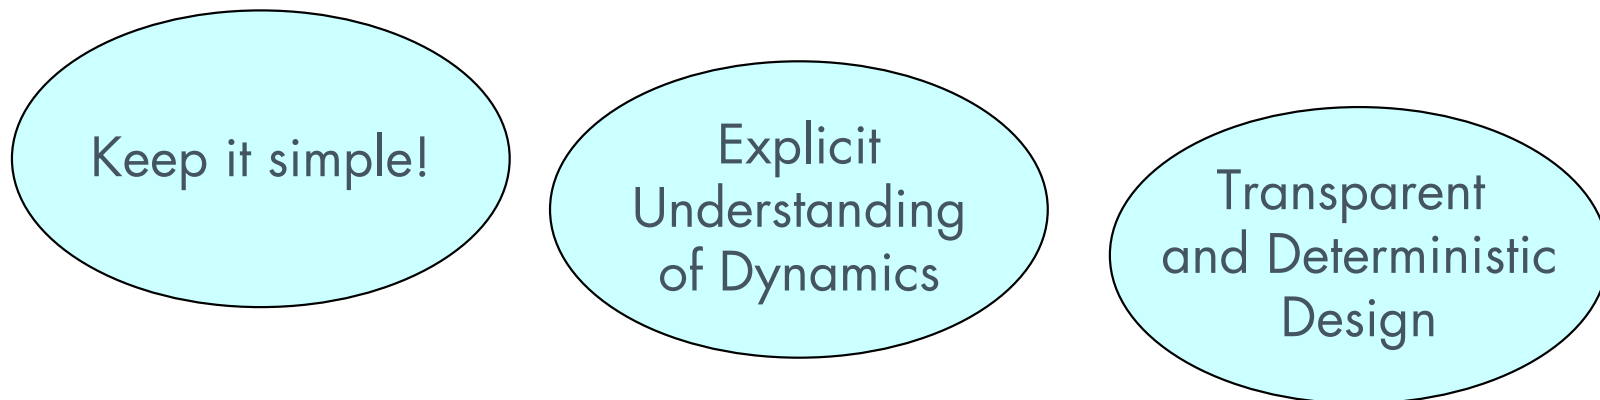 Keep it simple!
Explicit
Understanding
of Dynamics
Transparent
and Deterministic
Design